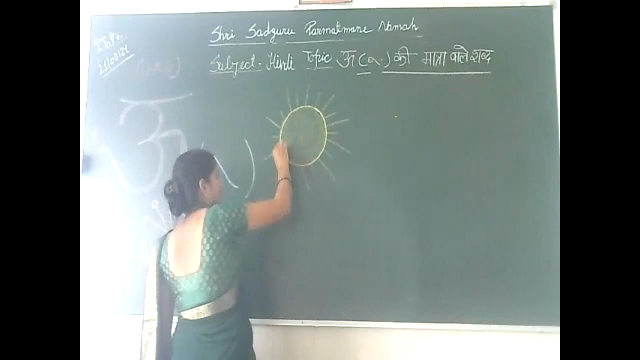 Shri Sadguru Parmatmane Namah
Subject - Hindi Topic ऊ (ू) की मात्रा वाले शब्द
ऊ (ू)